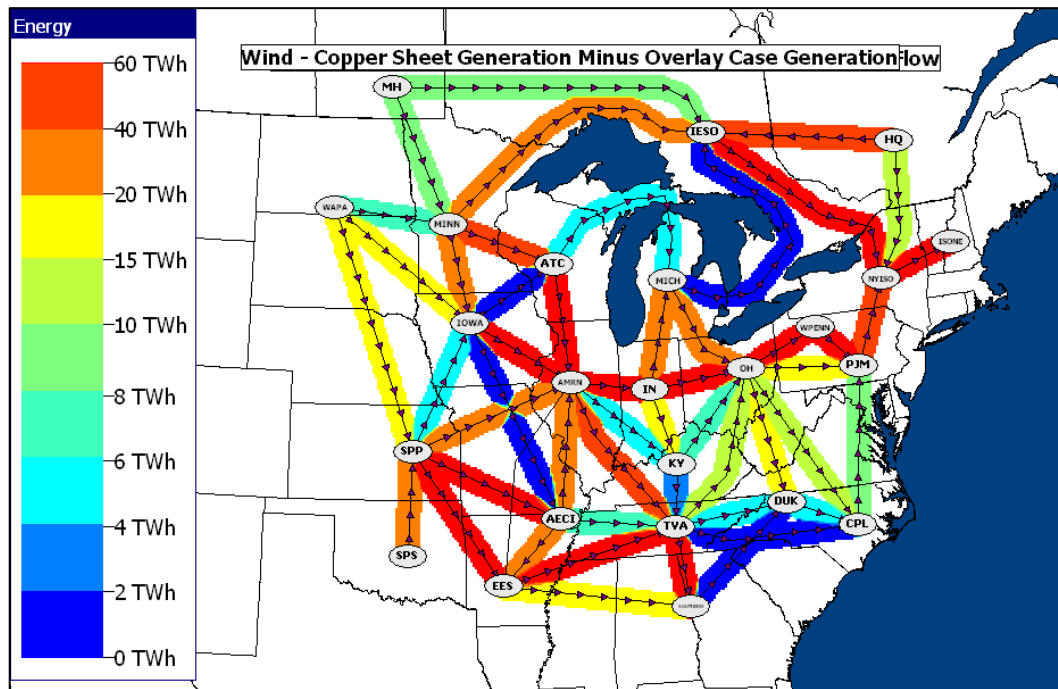 Energy
Wind - Copper Sheet Generation Minus Overlay Case Generation Flow
60 TWh
40 TWh
20 TWh
15 TWh
10 TWh
8 TWh
6 TWh
4 TWh
2 TWh
0 TWh
MH
IESO
HQ
WAPA
MINN
ISONE
ATC
MICH
NYISO
IOWA
WPENN
PJM
OH
AMRN
IN
SPP
KY
DUK
AECI
TVA
CPL
SPS
EES